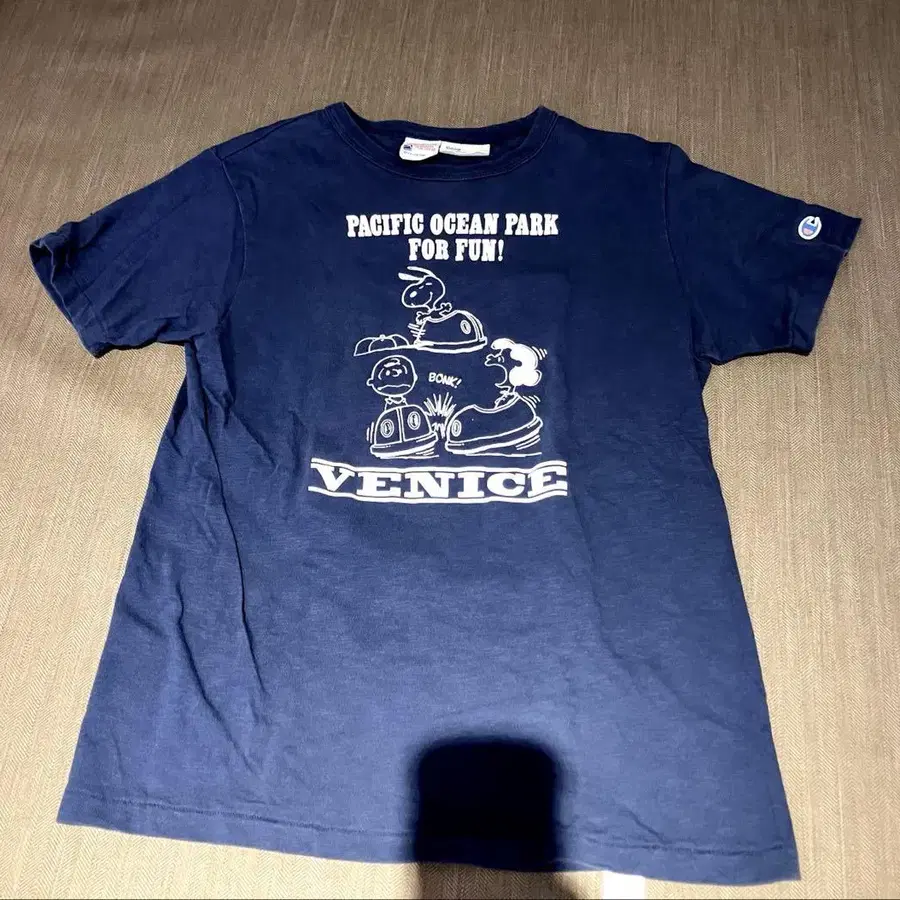 PACIFIC OCEAN PARK
FOR FUN!
BONK!
VENICE